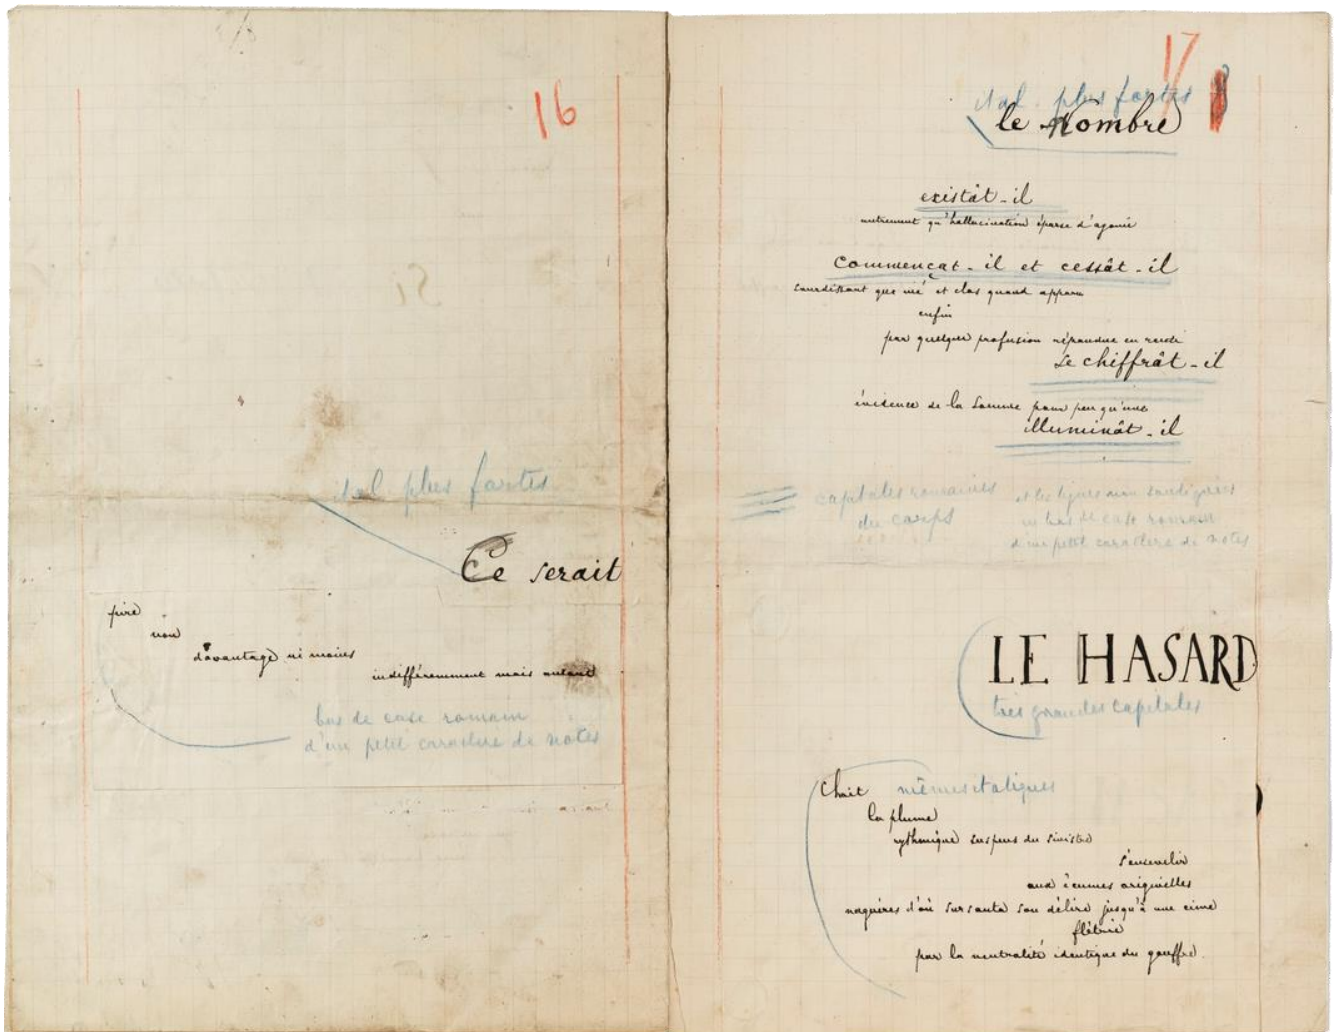 16
ital plus fortes
Ce serait
pire
non
davantage ni moins
indifféremment mais autant
bas de casse romain
d'un petit caractère de notes
Si
17
ital. plus fortes
le Nombre
existât-il
autrement qu'hallucination éparse d'agonie
commençât-il et cessât-il
sourdissant que nié et clos quand apparu
enfin
par quelque profusion répandue en rareté
se chiffrât-il
évidence de la somme pour peu qu'une
illuminât-il
capitales romaines
du corps
et les lignes non soulignées
en bas de casse romain
d'un petit caractère de notes
LE HASARD
très grandes capitales
Choit
mêmes italiques
la plume
rythmique suspens du sinistre
s'ensevelir
aux écumes originelles
naguères d'où sursauta son délire jusqu'à une cime
flétrie
par la neutralité identique du gouffre